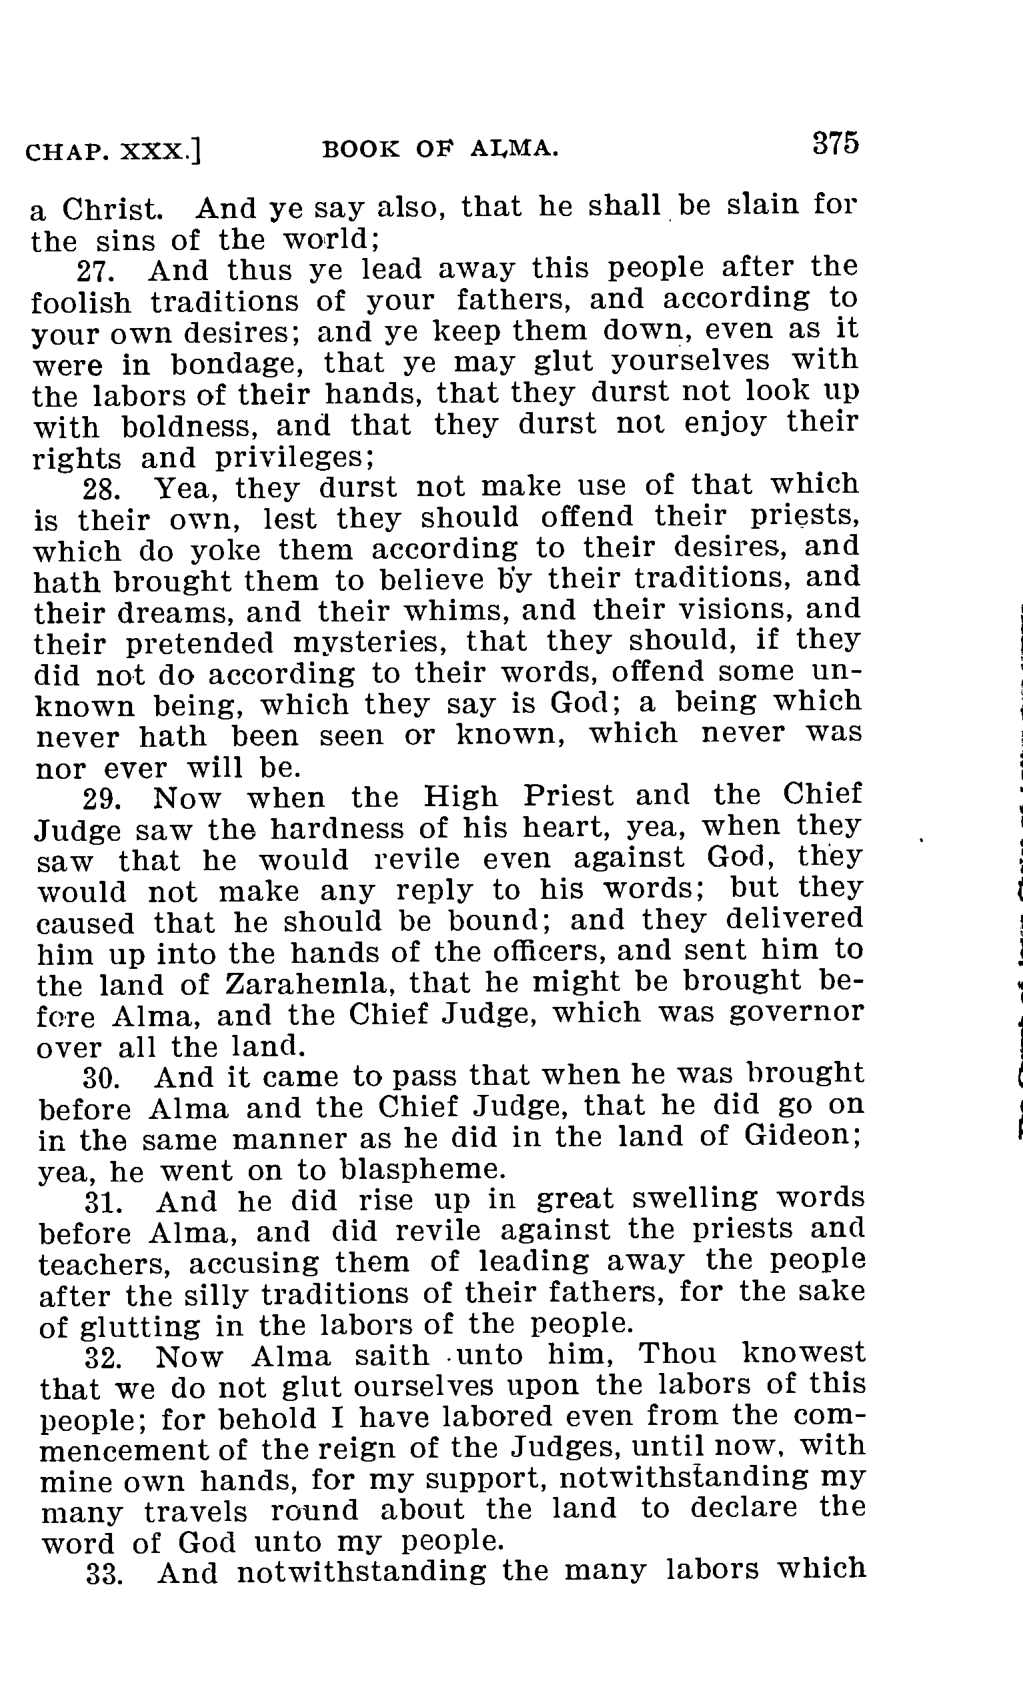 CHAP. XXX.] BOOK OF ALMA. 375
a Christ. And ye say also, that he shall be slain for
the sins of the world;
27. And thus ye lead away this people after the
foolish traditions of your fathers, and according to
your own desires; and ye keep them down, even as it
were in bondage, that ye may glut yourselves with
the labors of their hands, that they durst not look up
with boldness, and that they durst not enjoy their
rights and privileges;
28. Yea, they durst not make use of that which
is their own, lest they should offend their priests,
which do yoke them according to their desires, and
hath brought them to believe by their traditions, and
their dreams, and their whims, and their visions, and
their pretended mysteries, that they should, if they
did not do according to their words, offend some un-
known being, which they say is God; a being which
never hath been seen or known, which never was
nor ever will be.
29. Now when the High Priest and the Chief
Judge saw the hardness of his heart, yea, when they
saw that he would revile even against God, they
would not make any reply to his words; but they
caused that he should be bound; and they delivered
him up into the hands of the officers, and sent him to
the land of Zarahemla, that he might be brought be-
fore Alma, and the Chief Judge, which was governor
over all the land.
30. And it came to pass that when he was brought
before Alma and the Chief Judge, that he did go on
in the same manner as he did in the land of Gideon;
yea, he went on to blaspheme.
31. And he did rise up in great swelling words
before Alma, and did revile against the priests and
teachers, accusing them of leading away the people
after the silly traditions of their fathers, for the sake
of glutting in the labors of the people.
32. Now Alma saith unto him, Thou knowest
that we do not glut ourselves upon the labors of this
people; for behold I have labored even from the com-
mencement of the reign of the Judges, until now, with
mine own hands, for my support, notwithstanding my
many travels round about the land to declare the
word of God unto my people.
33. And notwithstanding the many labors which